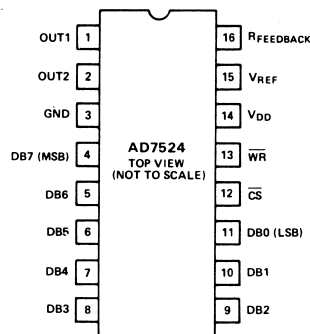 OUT1 1 16 RFEEDBACK
OUT2 2 15 VREF
GND 3 14 VDD
AD7524
TOP VIEW
(NOT TO SCALE)
DB7 (MSB) 4 13 W̅R̅
DB6 5 12 C̅S̅
DB5 6 11 DB0 (LSB)
DB4 7 10 DB1
DB3 8 9 DB2